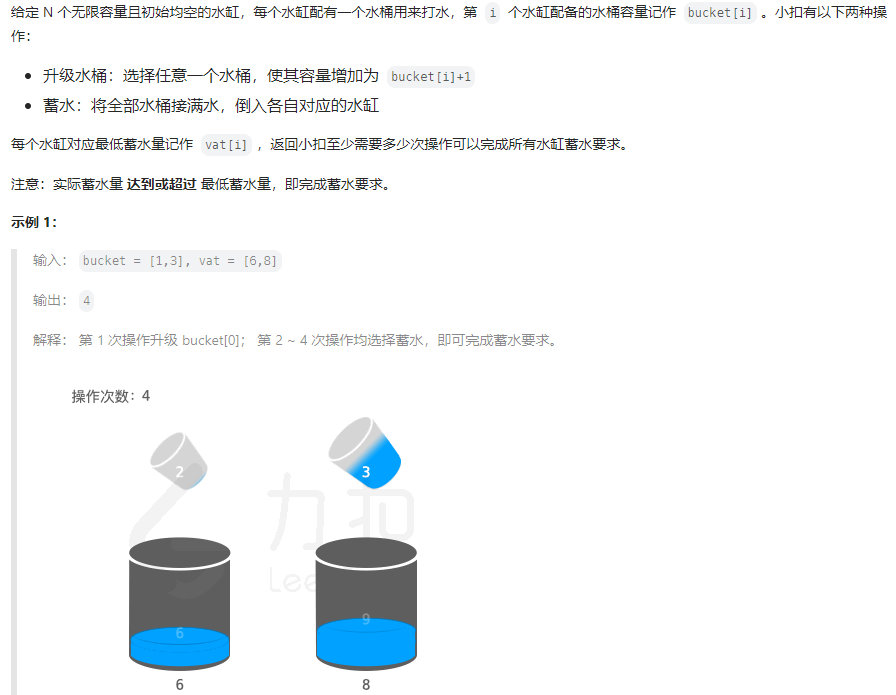 给定 N 个无限容量且初始均空的水缸，每个水缸配有一个水桶用来打水，第 i 个水缸配备的水桶容量记作 bucket[i] 。小扣有以下两种操
作：
升级水桶：选择任意一个水桶，使其容量增加为 bucket[i]+1
蓄水：将全部水桶接满水，倒入各自对应的水缸
每个水缸对应最低蓄水量记作 vat[i] ，返回小扣至少需要多少次操作可以完成所有水缸蓄水要求。
注意：实际蓄水量 达到或超过 最低蓄水量，即完成蓄水要求。
示例 1：
输入： bucket = [1,3], vat = [6,8]
输出： 4
解释： 第 1 次操作升级 bucket[0]； 第 2 ~ 4 次操作均选择蓄水，即可完成蓄水要求。
操作次数：4
2 3
力扣
Lee
6 9
6 8